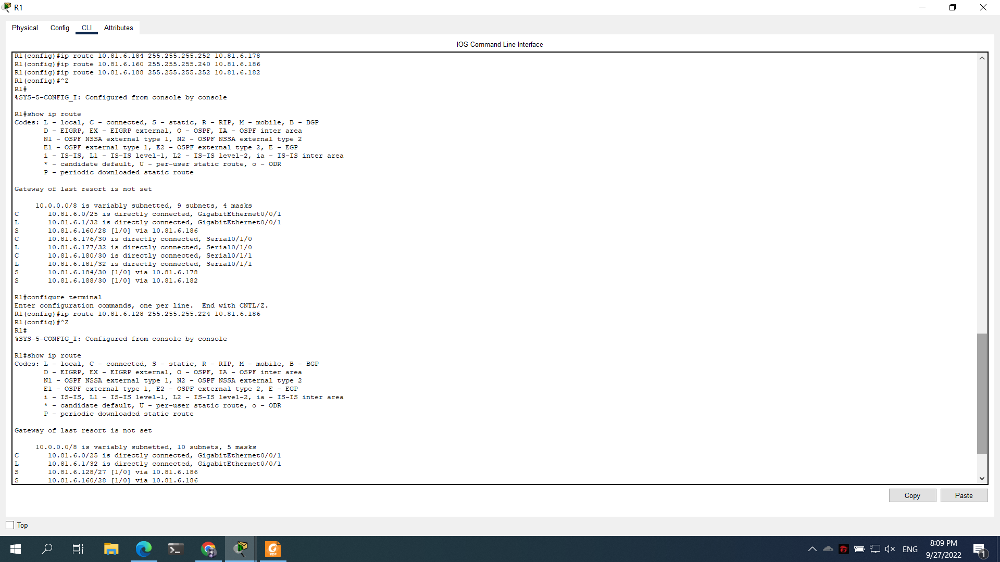 R1
Physical Config CLI Attributes
IOS Command Line Interface
R1(config)#ip route 10.81.6.184 255.255.255.252 10.81.6.178
R1(config)#ip route 10.81.6.160 255.255.255.240 10.81.6.186
R1(config)#ip route 10.81.6.188 255.255.255.252 10.81.6.182
R1(config)#^Z
R1#
%SYS-5-CONFIG_I: Configured from console by console
R1#show ip route
Codes: L - local, C - connected, S - static, R - RIP, M - mobile, B - BGP
D - EIGRP, EX - EIGRP external, O - OSPF, IA - OSPF inter area
N1 - OSPF NSSA external type 1, N2 - OSPF NSSA external type 2
E1 - OSPF external type 1, E2 - OSPF external type 2, E - EGP
i - IS-IS, L1 - IS-IS level-1, L2 - IS-IS level-2, ia - IS-IS inter area
* - candidate default, U - per-user static route, o - ODR
P - periodic downloaded static route
Gateway of last resort is not set
10.0.0.0/8 is variably subnetted, 9 subnets, 4 masks
C 10.81.6.0/25 is directly connected, GigabitEthernet0/0/1
L 10.81.6.1/32 is directly connected, GigabitEthernet0/0/1
S 10.81.6.160/28 [1/0] via 10.81.6.186
C 10.81.6.176/30 is directly connected, Serial0/1/0
L 10.81.6.177/32 is directly connected, Serial0/1/0
C 10.81.6.180/30 is directly connected, Serial0/1/1
L 10.81.6.181/32 is directly connected, Serial0/1/1
S 10.81.6.184/30 [1/0] via 10.81.6.178
S 10.81.6.188/30 [1/0] via 10.81.6.182
R1#configure terminal
Enter configuration commands, one per line. End with CNTL/Z.
R1(config)#ip route 10.81.6.128 255.255.255.224 10.81.6.186
R1(config)#^Z
R1#
%SYS-5-CONFIG_I: Configured from console by console
R1#show ip route
Codes: L - local, C - connected, S - static, R - RIP, M - mobile, B - BGP
D - EIGRP, EX - EIGRP external, O - OSPF, IA - OSPF inter area
N1 - OSPF NSSA external type 1, N2 - OSPF NSSA external type 2
E1 - OSPF external type 1, E2 - OSPF external type 2, E - EGP
i - IS-IS, L1 - IS-IS level-1, L2 - IS-IS level-2, ia - IS-IS inter area
* - candidate default, U - per-user static route, o - ODR
P - periodic downloaded static route
Gateway of last resort is not set
10.0.0.0/8 is variably subnetted, 10 subnets, 5 masks
C 10.81.6.0/25 is directly connected, GigabitEthernet0/0/1
L 10.81.6.1/32 is directly connected, GigabitEthernet0/0/1
S 10.81.6.128/27 [1/0] via 10.81.6.186
S 10.81.6.160/28 [1/0] via 10.81.6.186
Copy Paste
Top
PDF
ENG
8:09 PM
9/27/2022
1